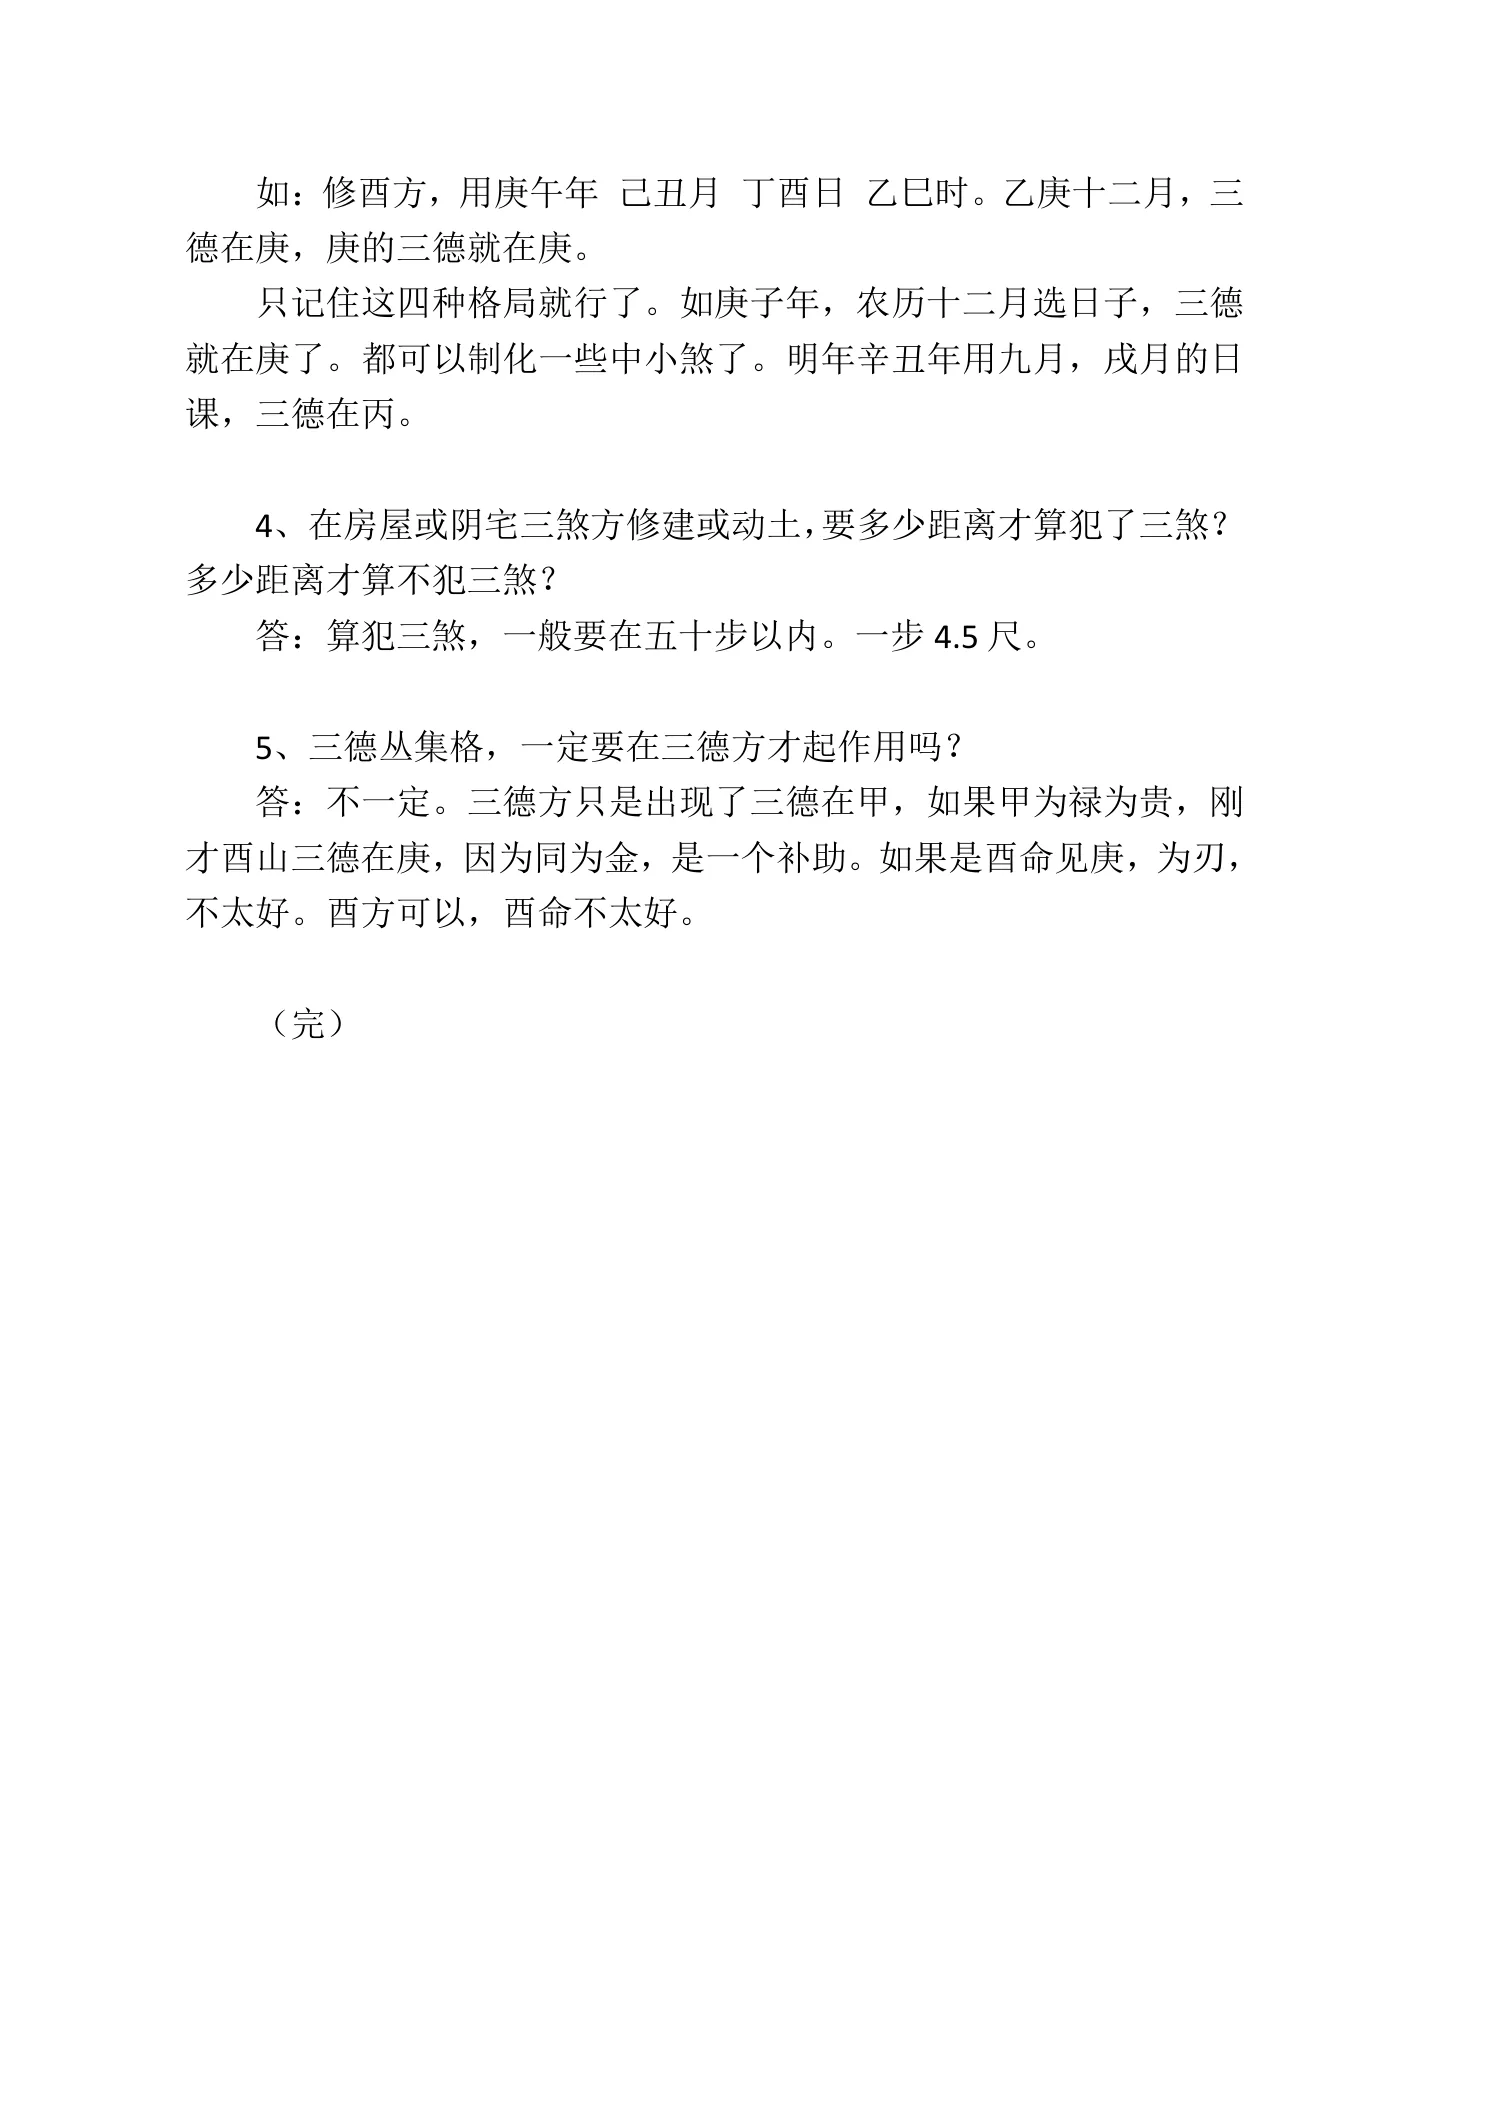 如：修酉方，用庚午年 己丑月 丁酉日 乙巳时。乙庚十二月，三
德在庚，庚的三德就在庚。
只记住这四种格局就行了。如庚子年，农历十二月选日子，三德
就在庚了。都可以制化一些中小煞了。明年辛丑年用九月，戌月的日
课，三德在丙。
4、在房屋或阴宅三煞方修建或动土，要多少距离才算犯了三煞？
多少距离才算不犯三煞？
答：算犯三煞，一般要在五十步以内。一步 4.5 尺。
5、三德丛集格，一定要在三德方才起作用吗？
答：不一定。三德方只是出现了三德在甲，如果甲为禄为贵，刚
才酉山三德在庚，因为同为金，是一个补助。如果是酉命见庚，为刃，
不太好。酉方可以，酉命不太好。
（完）